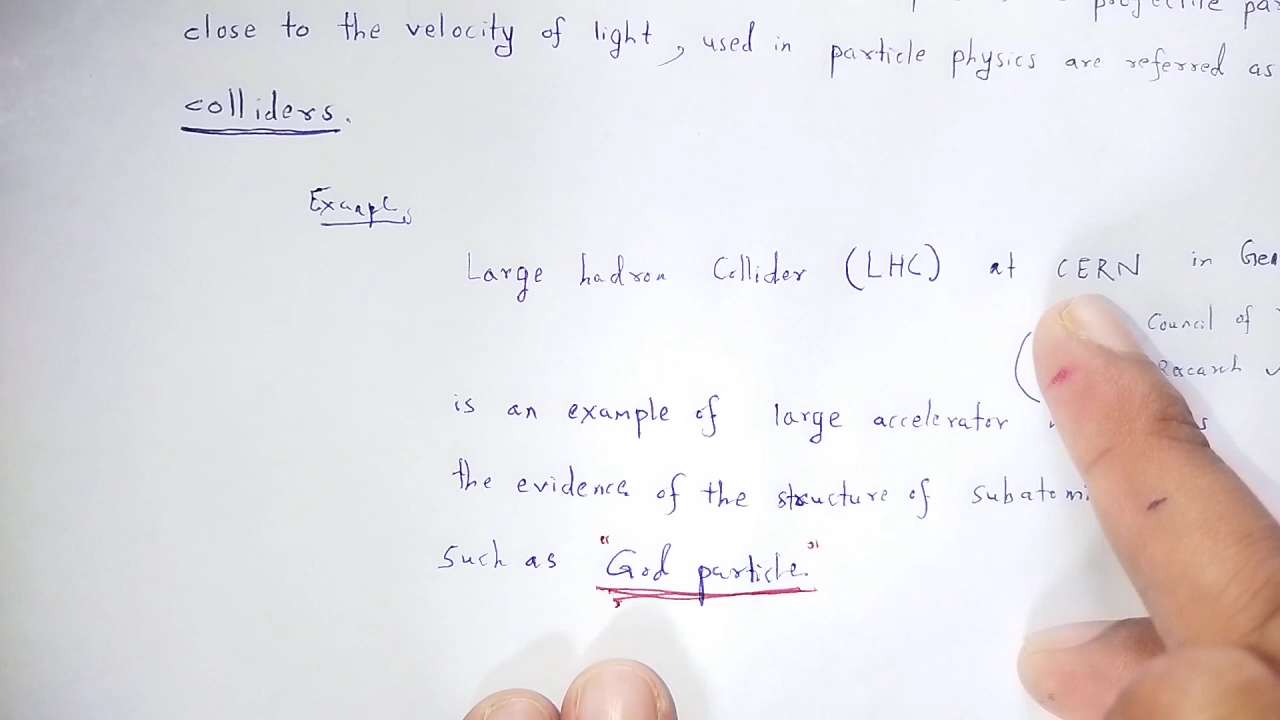 projectile
close to the velocity of light, used in particle physics are referred as
colliders.
Example,
Large hadron Collider (LHC) at CERN in
( Council of
is an example of large accelerator
the evidence of the structure of
such as "God particle."